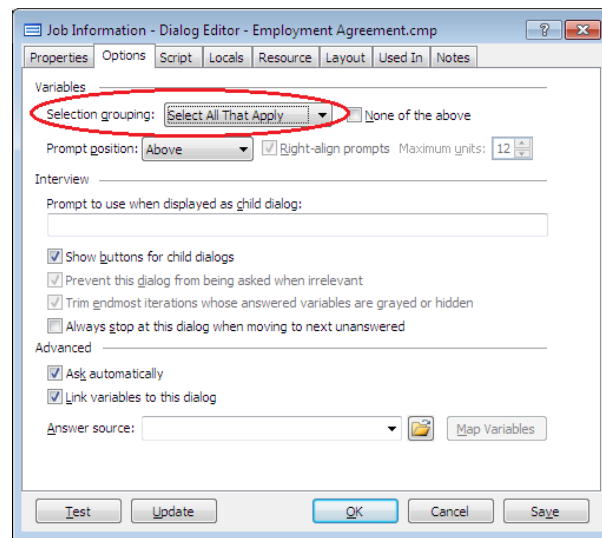 Job Information - Dialog Editor - Employment Agreement.cmp
Properties Options Script Locals Resource Layout Used In Notes
Variables
Selection grouping: Select All That Apply None of the above
Prompt position: Above Right-align prompts Maximum units: 12
Interview
Prompt to use when displayed as child dialog:
Show buttons for child dialogs
Prevent this dialog from being asked when irrelevant
Trim endmost iterations whose answered variables are grayed or hidden
Always stop at this dialog when moving to next unanswered
Advanced
Ask automatically
Link variables to this dialog
Answer source: Map Variables
Test Update OK Cancel Save